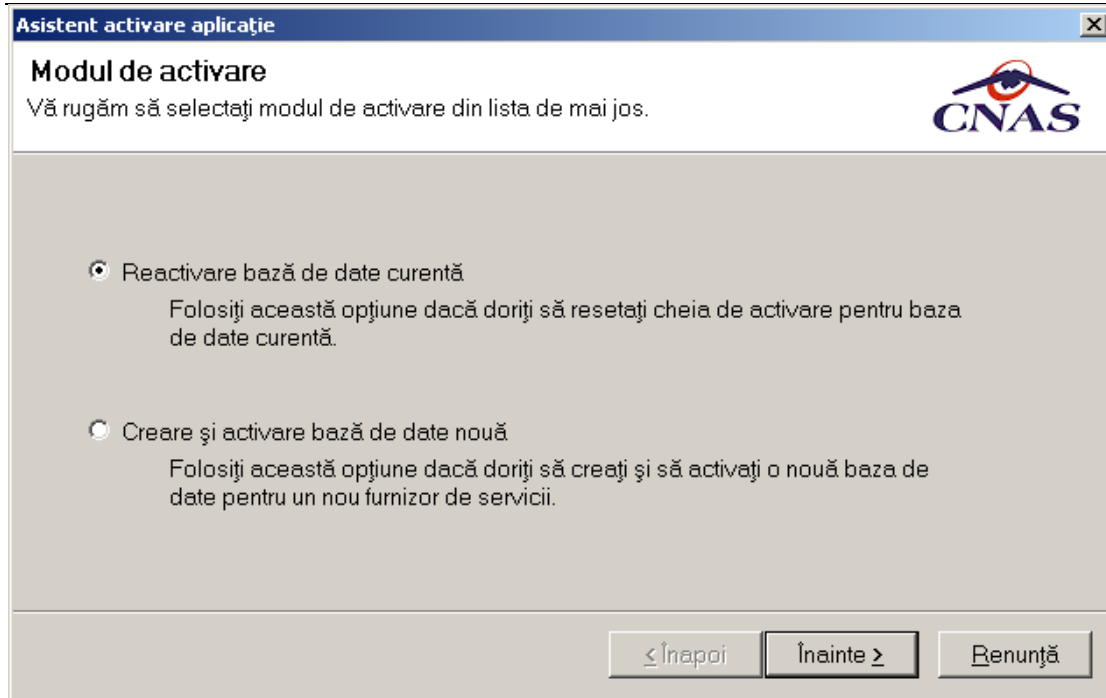 Asistent activare aplicaţie
Modul de activare
Vă rugăm să selectaţi modul de activare din lista de mai jos.
CNAS
Reactivare bază de date curentă
Folosiţi această opţiune dacă doriţi să resetaţi cheia de activare pentru baza
de date curentă.
Creare şi activare bază de date nouă
Folosiţi această opţiune dacă doriţi să creaţi şi să activaţi o nouă baza de
date pentru un nou furnizor de servicii.
< Înapoi
Înainte >
Renunţă